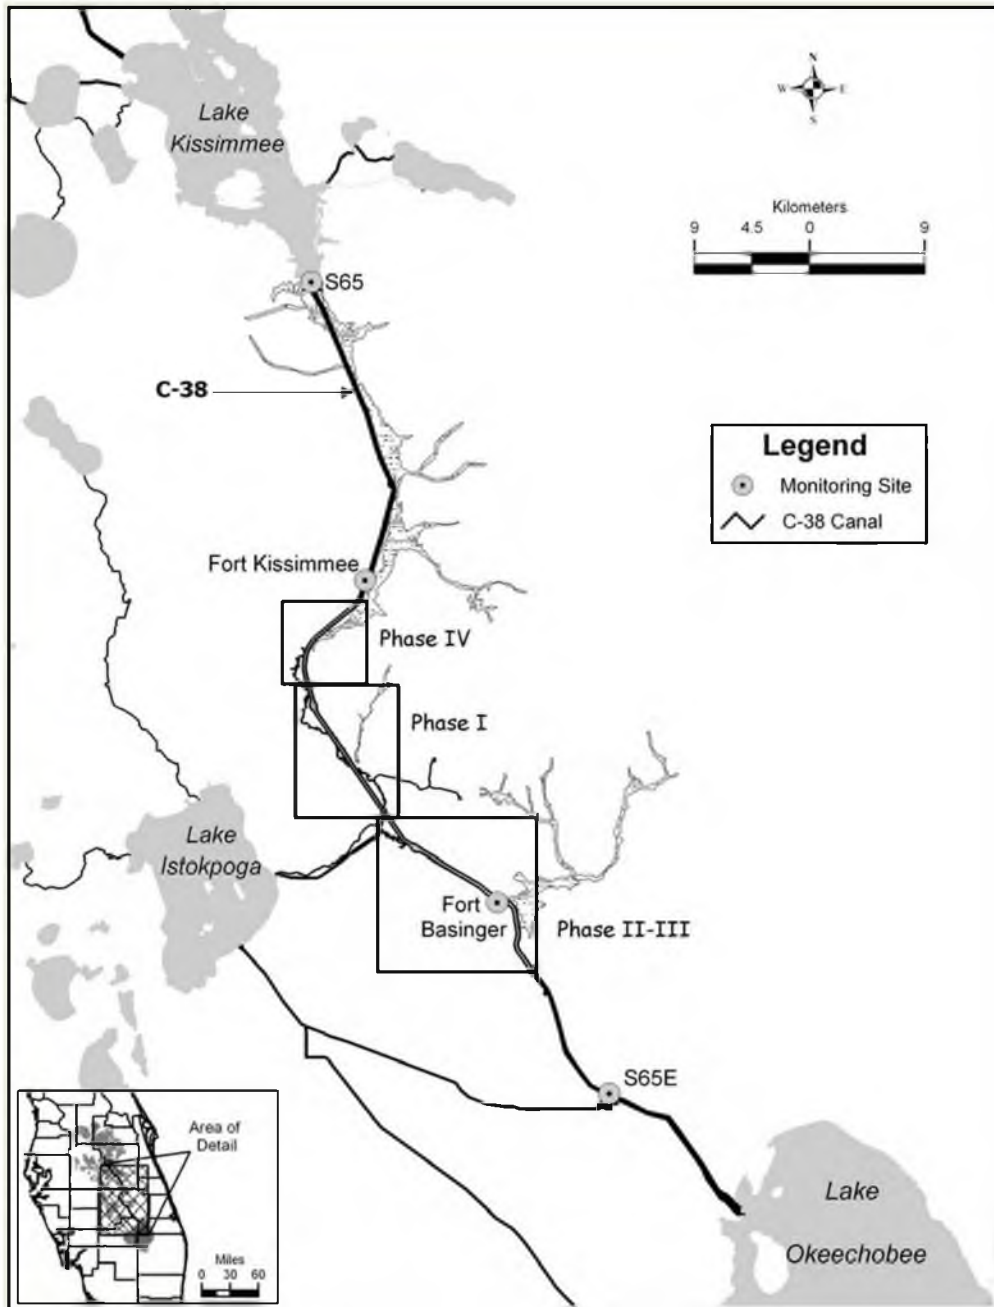 Lake
Kissimmee
N
W E
S
Kilometers
9 4.5 0 9
S65
C-38
Legend
Monitoring Site
C-38 Canal
Fort Kissimmee
Phase IV
Phase I
Lake
Istokpoga
Fort
Basinger
Phase II-III
S65E
Area of
Detail
Lake
Okeechobee
Miles
0 30 60